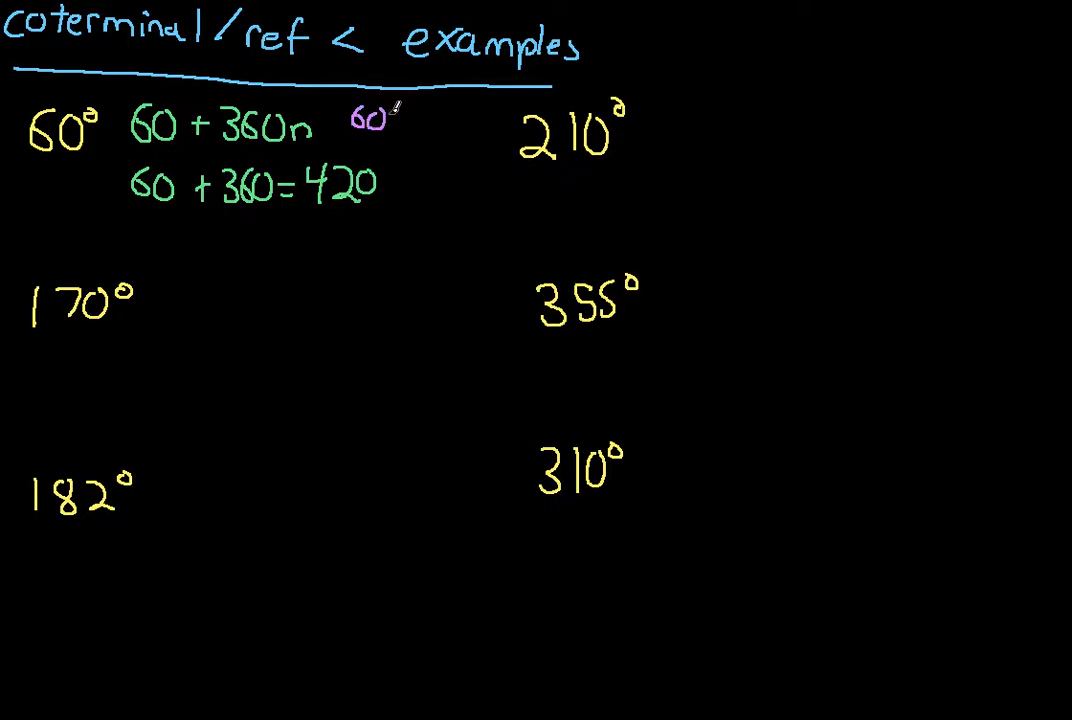 coterminal/ref < examples
60° 60 + 360n 60°
60 + 360 = 420
210°
170°
355°
182°
310°